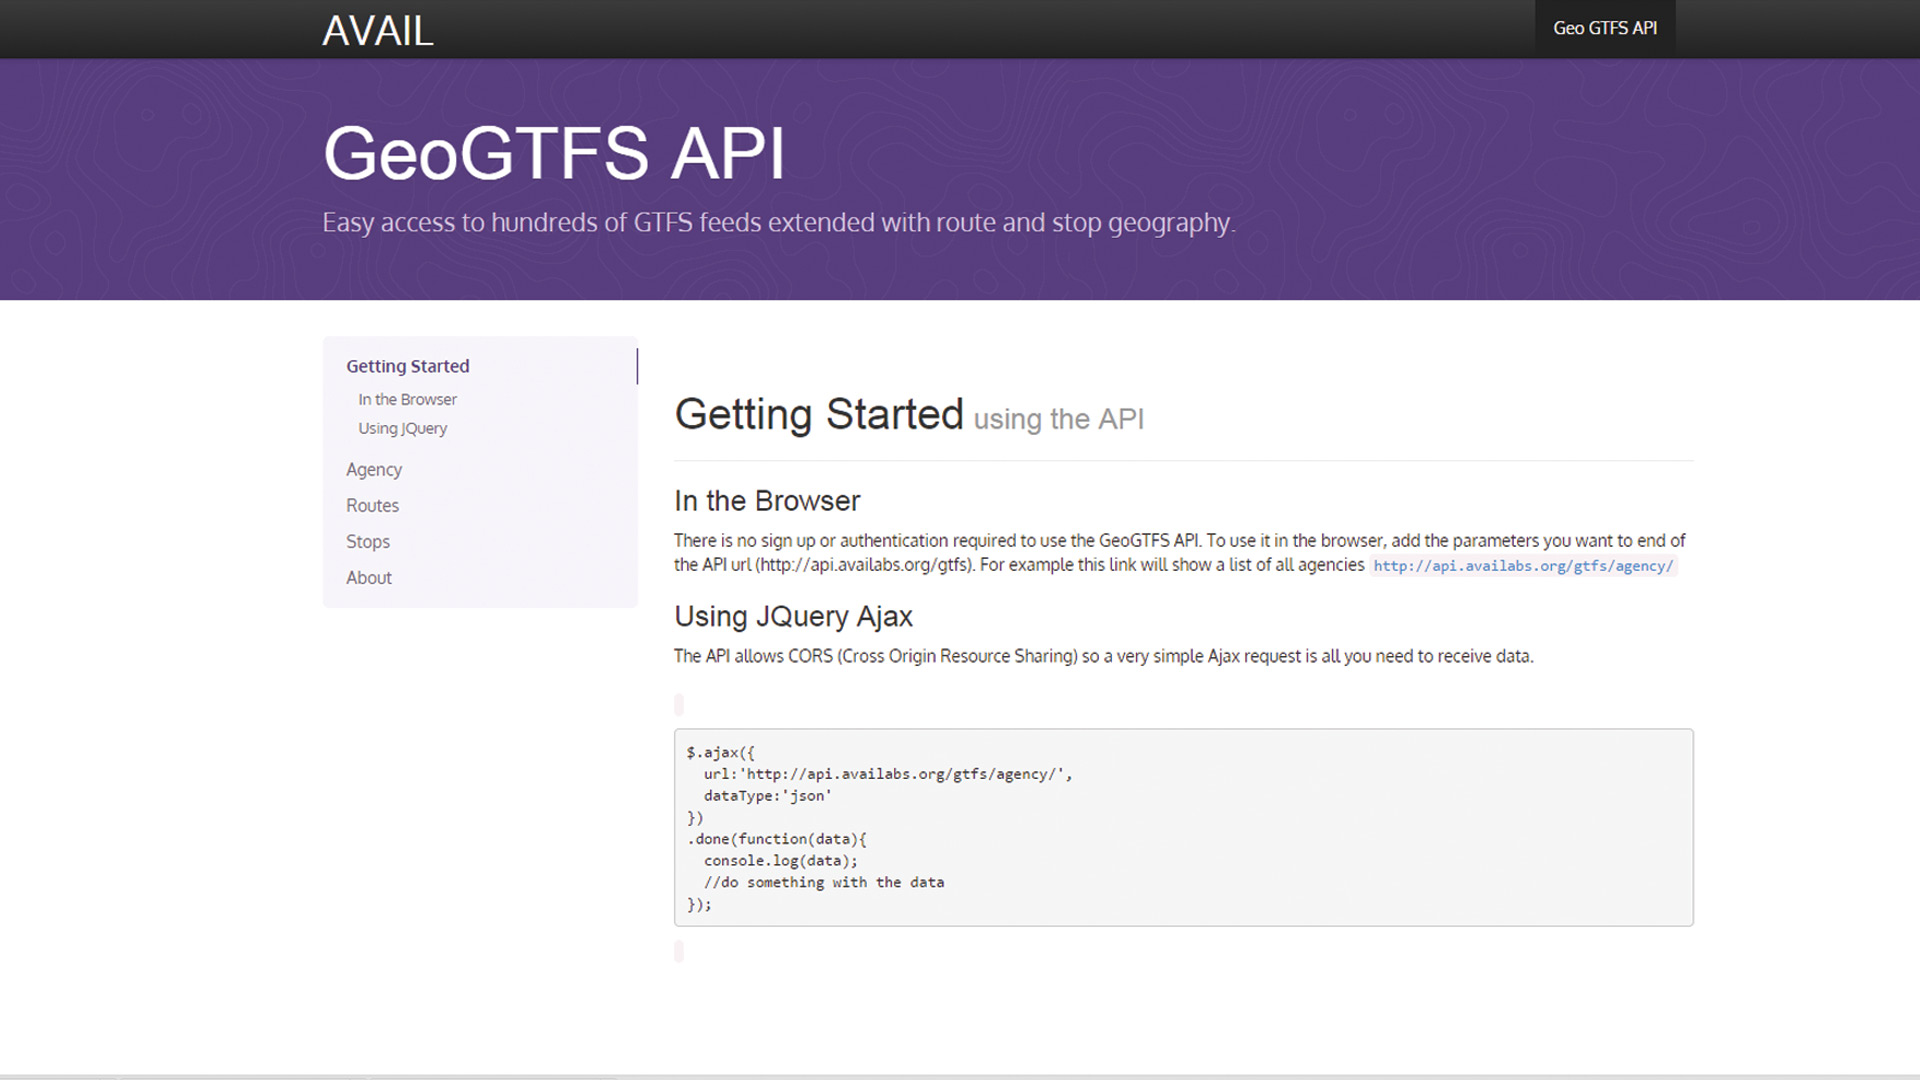 AVAIL
Geo GTFS API
GeoGTFS API
Easy access to hundreds of GTFS feeds extended with route and stop geography.
Getting Started
In the Browser
Using JQuery
Agency
Routes
Stops
About
Getting Started using the API
In the Browser
There is no sign up or authentication required to use the GeoGTFS API. To use it in the browser, add the parameters you want to end of
the API url (http://api.availabs.org/gtfs). For example this link will show a list of all agencies http://api.availabs.org/gtfs/agency/
Using JQuery Ajax
The API allows CORS (Cross Origin Resource Sharing) so a very simple Ajax request is all you need to receive data.
$.ajax({
  url:'http://api.availabs.org/gtfs/agency/',
  dataType:'json'
})
.done(function(data){
  console.log(data);
  //do something with the data
});